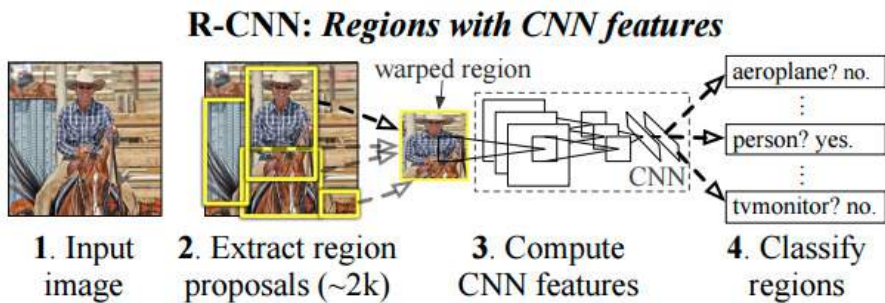 R-CNN: Regions with CNN features
warped region
aeroplane? no.
⋮
person? yes.
⋮
tvmonitor? no.
CNN
1. Input
image
2. Extract region
proposals (~2k)
3. Compute
CNN features
4. Classify
regions